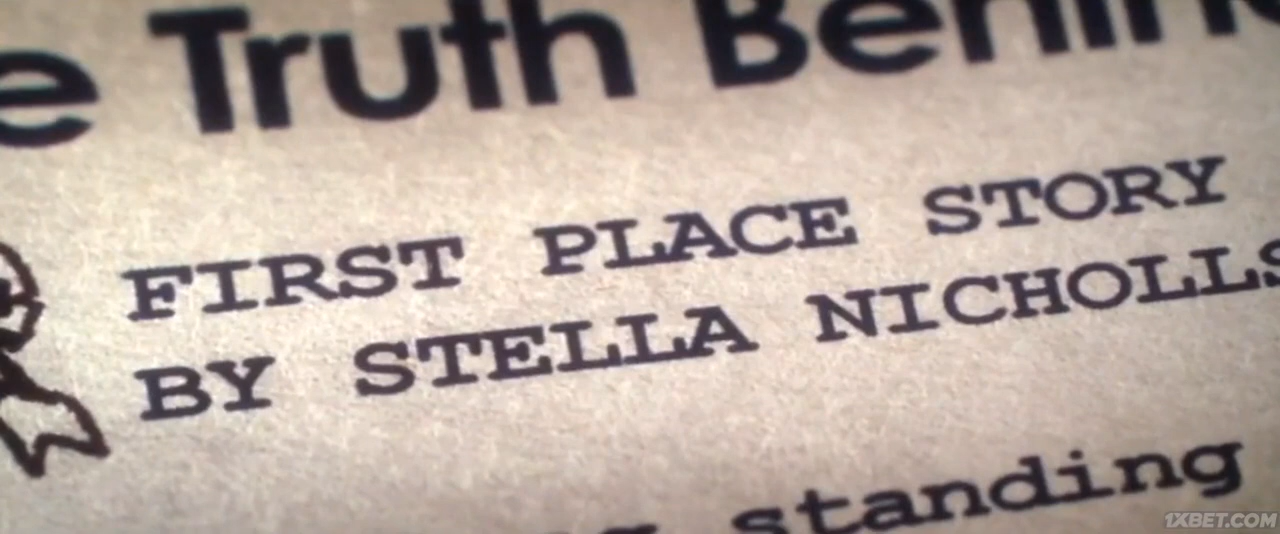 e Truth Behin
FIRST PLACE STORY
BY STELLA NICHOLLS
standing
1XBET.COM